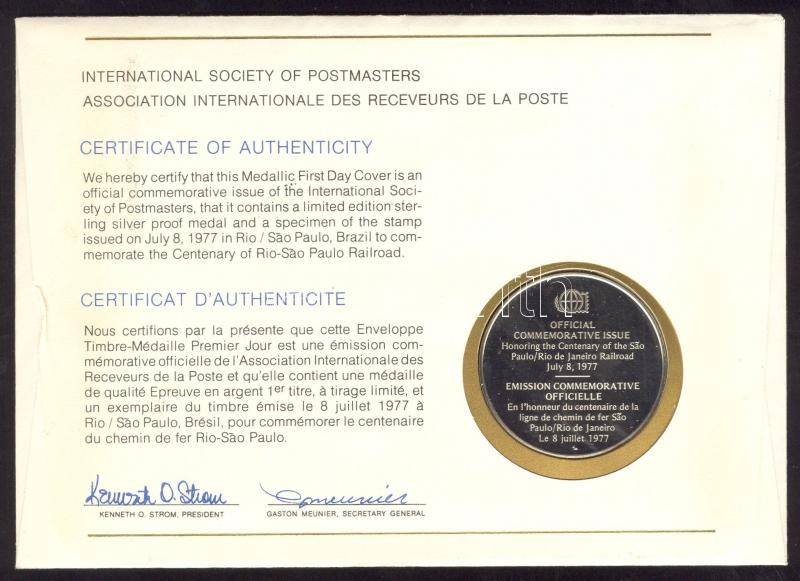 INTERNATIONAL SOCIETY OF POSTMASTERS
ASSOCIATION INTERNATIONALE DES RECEVEURS DE LA POSTE
CERTIFICATE OF AUTHENTICITY
We hereby certify that this Medallic First Day Cover is an
official commemorative issue of the International Soci-
ety of Postmasters, that it contains a limited edition ster-
ling silver proof medal and a specimen of the stamp
issued on July 8, 1977 in Rio / São Paulo, Brazil to com-
memorate the Centenary of Rio-São Paulo Railroad.
CERTIFICAT D'AUTHENTICITE
Nous certifions par la présente que cette Enveloppe
Timbre-Médaille Premier Jour est une émission com-
mémorative officielle de l'Association Internationale des
Receveurs de la Poste et qu'elle contient une médaille
de qualité Epreuve en argent 1er titre, à tirage limité, et
un exemplaire du timbre émise le 8 juillet 1977 à
Rio / São Paulo, Brésil, pour commémorer le centenaire
du chemin de fer Rio-São Paulo.
Kenneth O. Strom
KENNETH O. STROM, PRESIDENT
GASTON MEUNIER, SECRETARY GENERAL
OFFICIAL
COMMEMORATIVE ISSUE
Honoring the Centenary of the São
Paulo/Rio de Janeiro Railroad
July 8, 1977
EMISSION COMMEMORATIVE
OFFICIELLE
En l'honneur du centenaire de la
ligne de chemin de fer São
Paulo/Rio de Janeiro
Le 8 juillet 1977